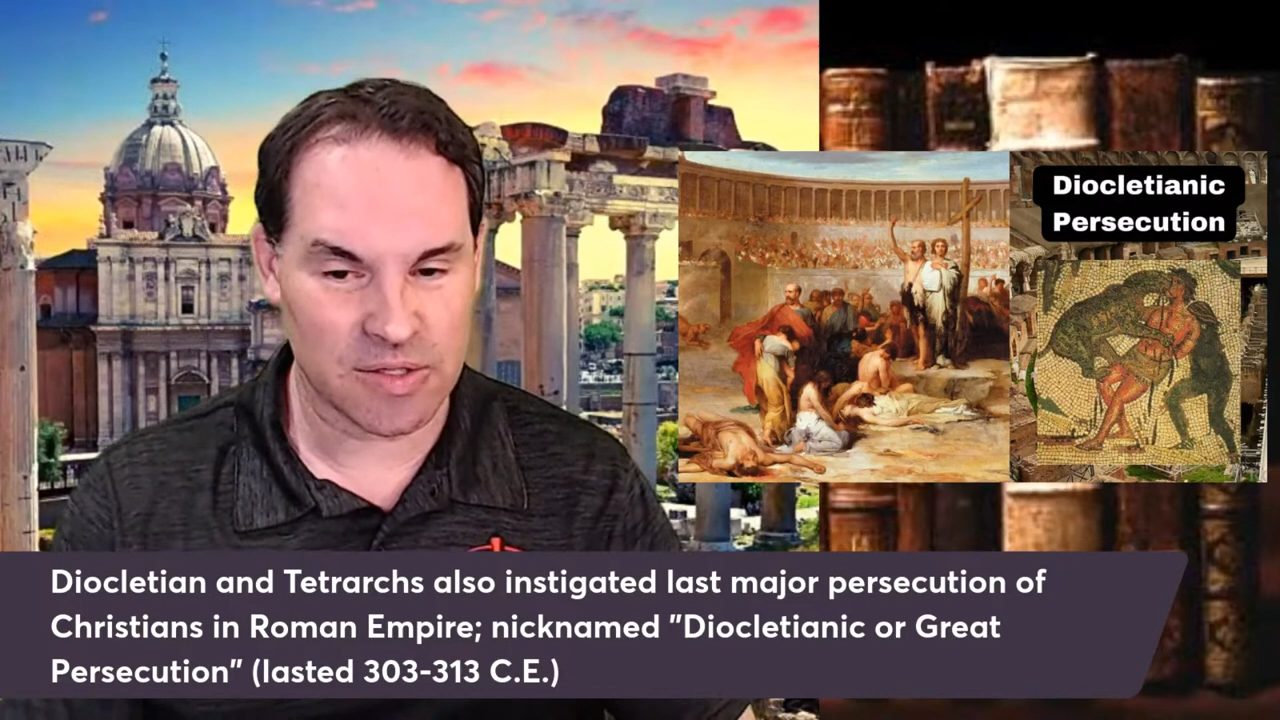 Diocletianic
Persecution
Diocletian and Tetrarchs also instigated last major persecution of
Christians in Roman Empire; nicknamed "Diocletianic or Great
Persecution" (lasted 303-313 C.E.)